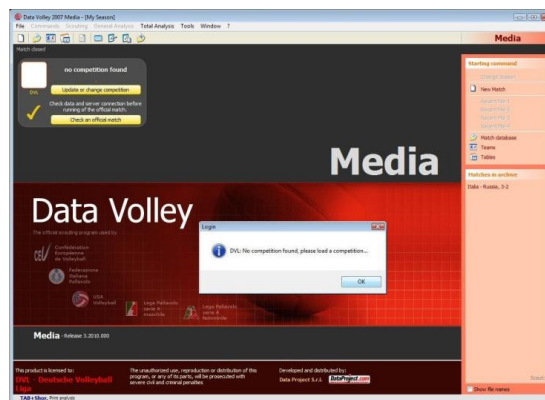 Data Volley 2007 Media - [My Season]
File Commands Scouting General Analysis Total Analysis Tools Window ?
Media
Match closed
Starting command
no competition found
New Match
DVL
Update or change competition
Check data and server connection before
running of the official match.
Check an official match
Match database
Teams
Tables
Matches in archive
Italia - Russia, 3-2
Media
Data Volley
The official scouting program used by
Login
DVL: No competition found, please load a competition...
OK
CEV
Confédération
Européenne
de Volleyball
Federazione
Italiana
Pallavolo
USA
Volleyball
Lega Pallavolo
serie A
maschile
Lega Pallavolo
serie A
femminile
Media - Release 3.2010.000
This product is licensed to:
DVL - Deutsche Volleyball
Liga
The unauthorized use, reproduction or distribution of this
program, or any of its parts, will be prosecuted with
severe civil and criminal penalties
Developed and distributed by:
Data Project S.r.l. DataProject.com
Show file names
TAB+Shor. Print analysis